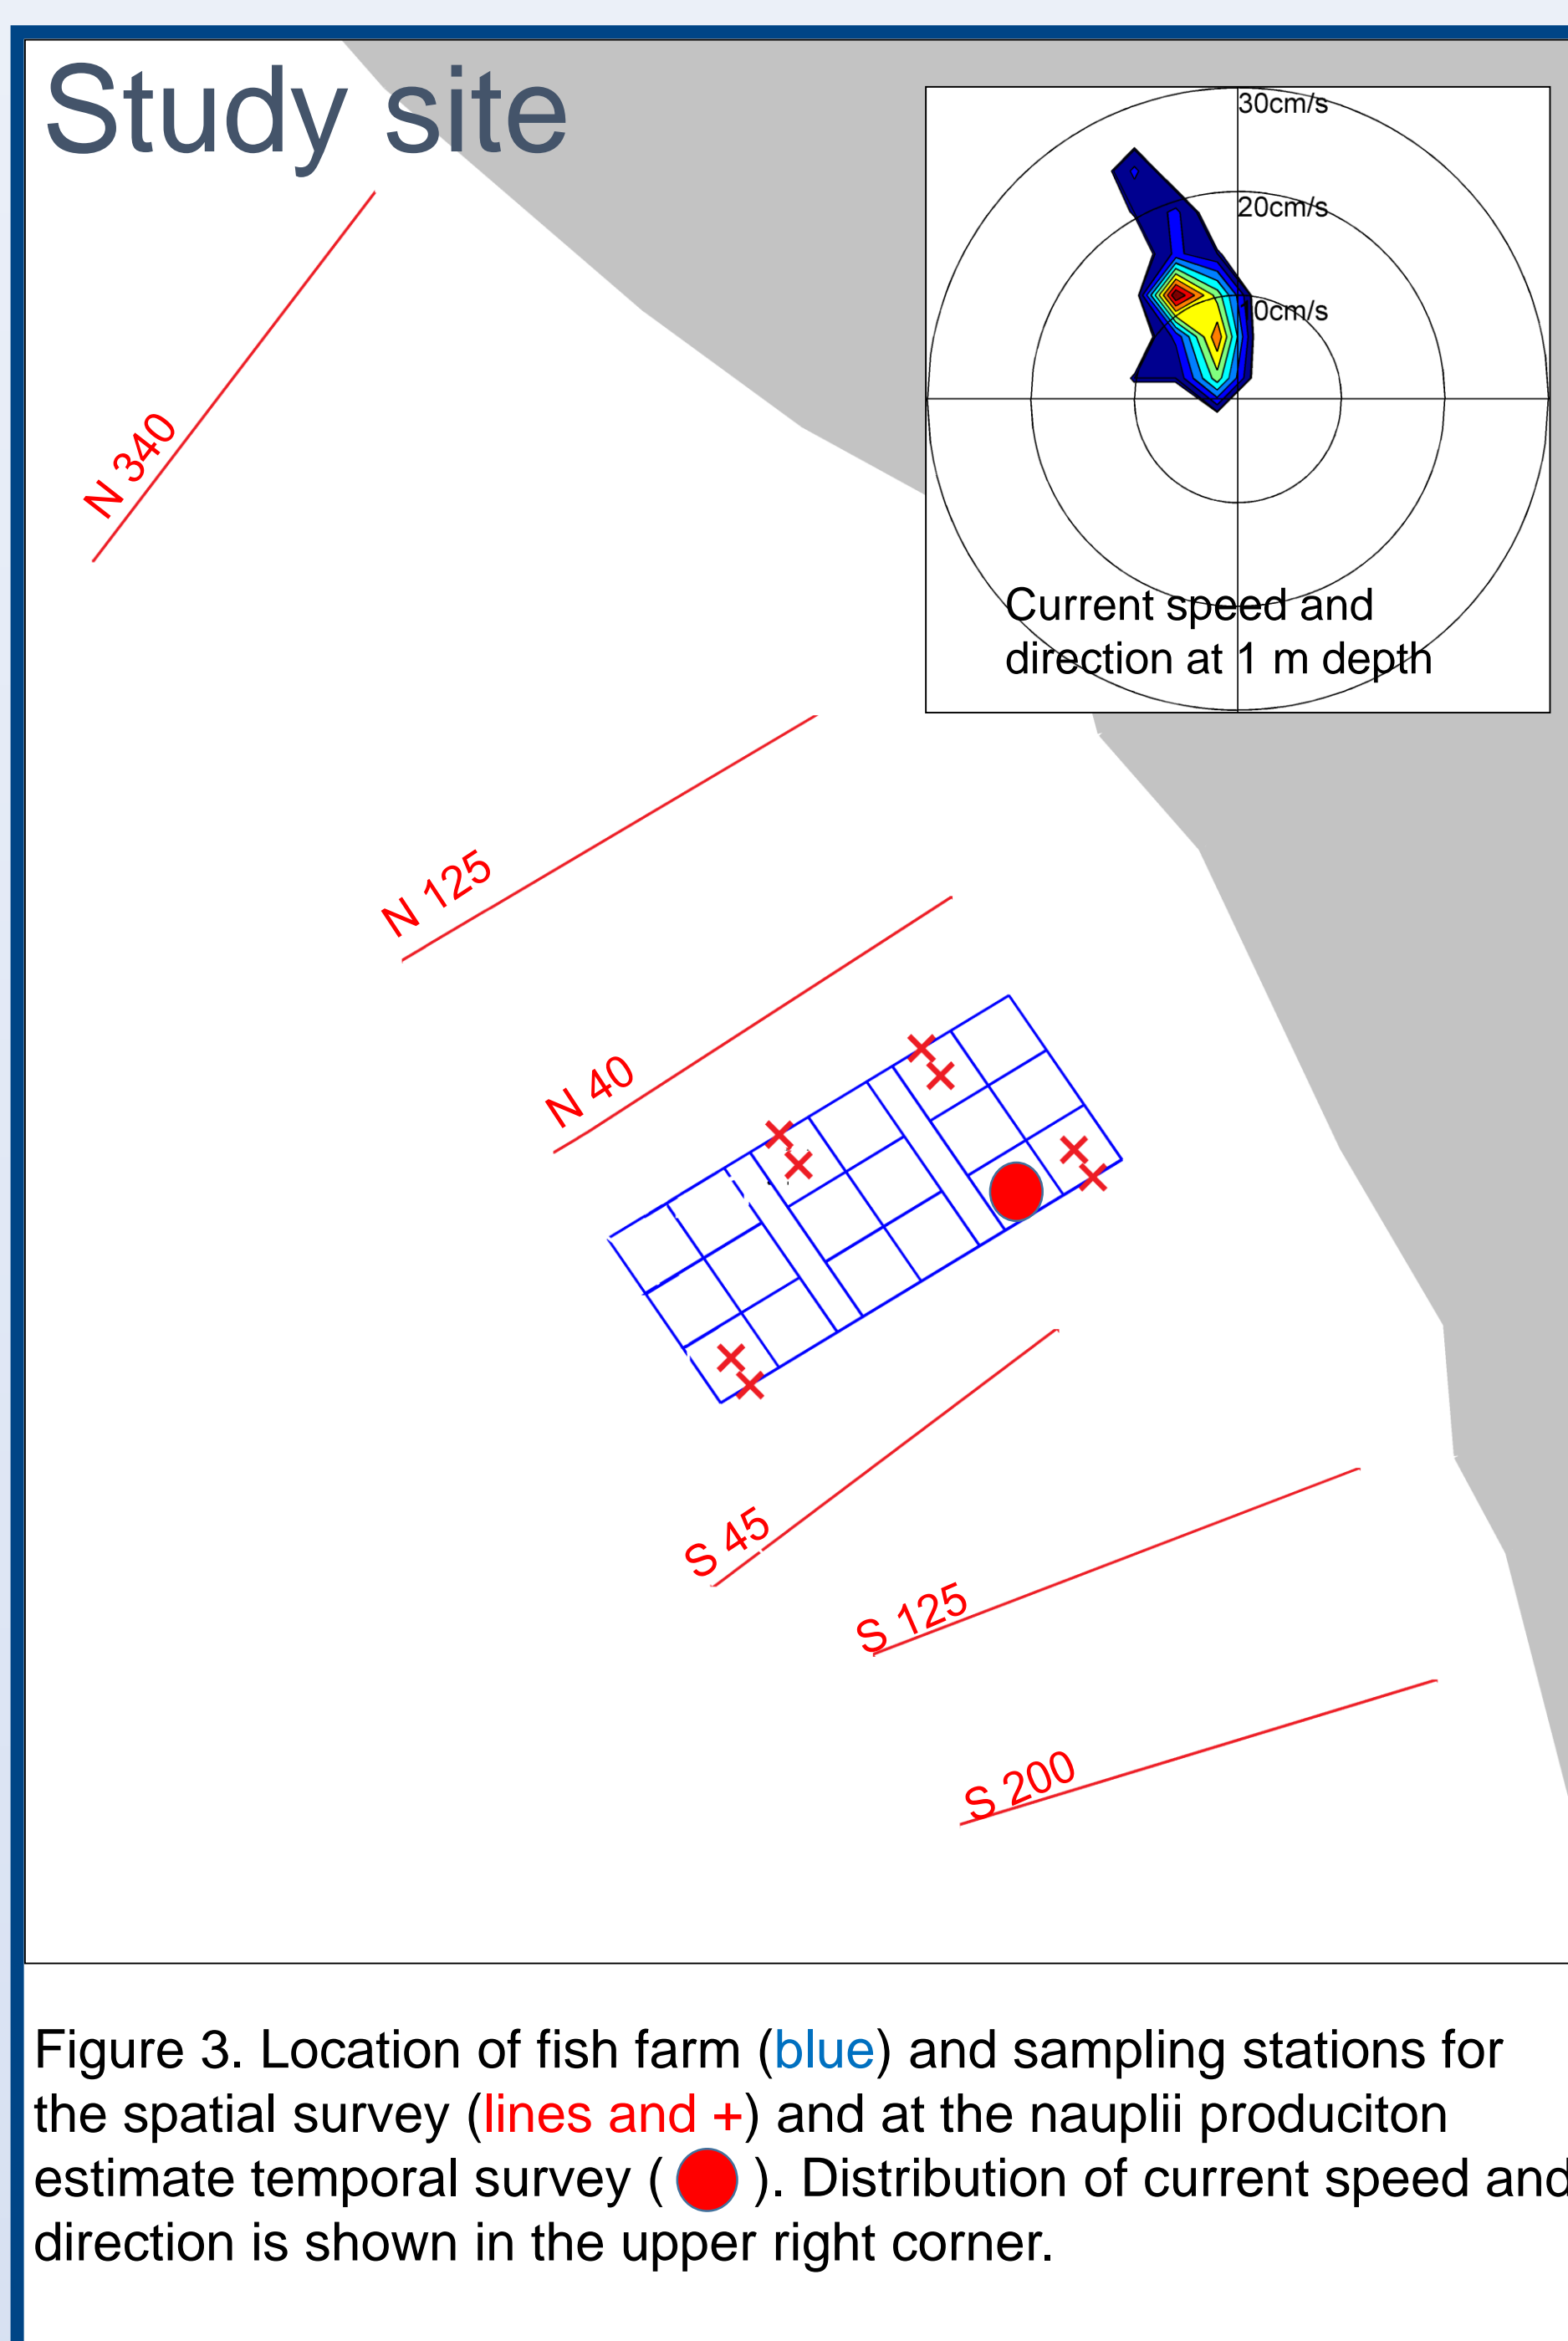 Study site
30cm/s
20cm/s
10cm/s
Current speed and
direction at 1 m depth
N 340
N 125
N 40
S 45
S 125
S 200
Figure 3. Location of fish farm (blue) and sampling stations for
the spatial survey (lines and +) and at the nauplii produciton
estimate temporal survey ( ). Distribution of current speed and
direction is shown in the upper right corner.